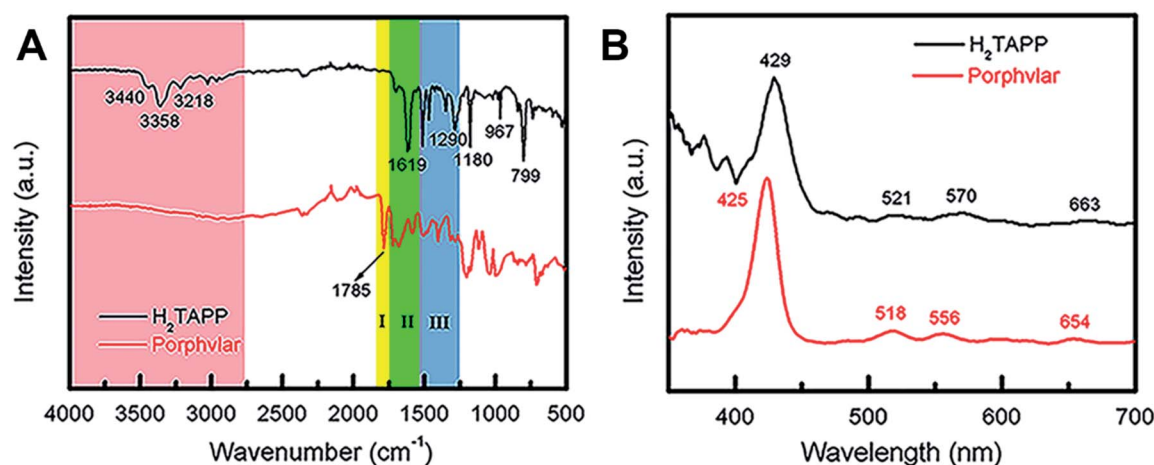 A
Intensity (a.u.)
3440
3358
3218
1619
1290
1180
967
799
1785
I II III
H₂TAPP
Porphvlar
4000 3500 3000 2500 2000 1500 1000 500
Wavenumber (cm⁻¹)
B
Intensity (a.u.)
H₂TAPP
Porphvlar
429
521
570
663
425
518
556
654
400 500 600 700
Wavelength (nm)